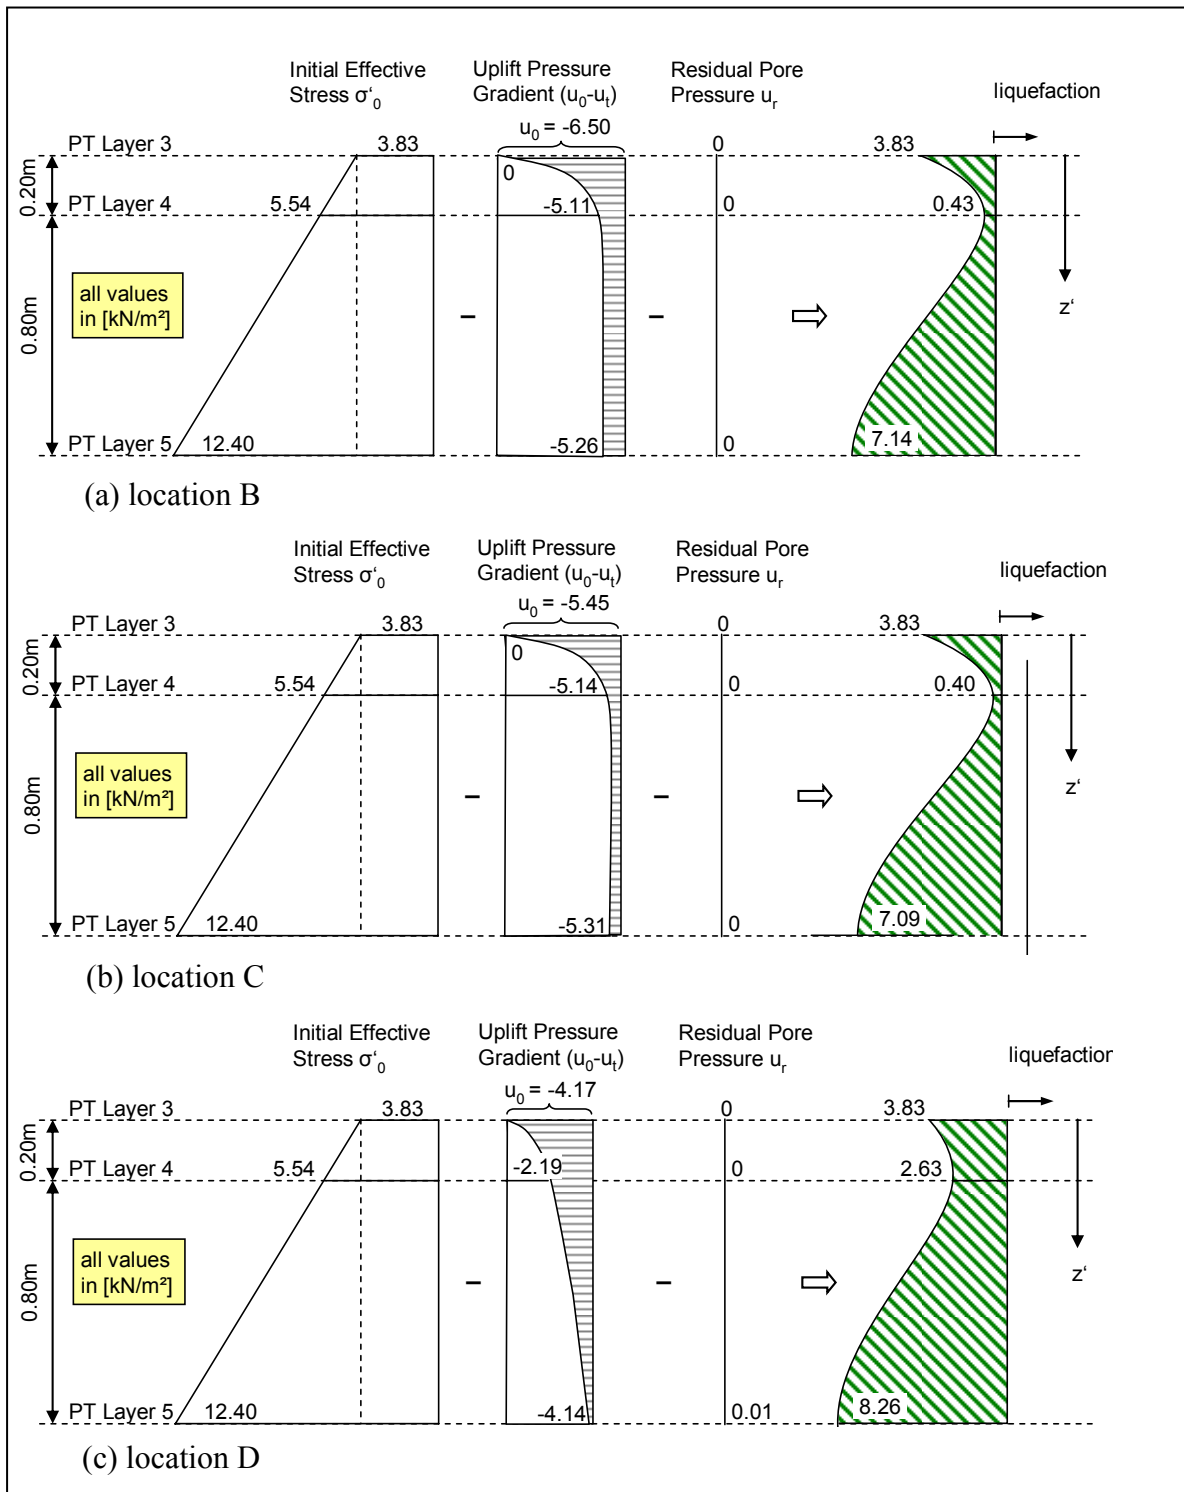 Initial Effective
Stress σ'₀
Uplift Pressure
Gradient (u₀-uₜ)
Residual Pore
Pressure uᵣ
liquefaction
u₀ = -6.50
PT Layer 3
3.83
0
0
3.83
0.20m
PT Layer 4
5.54
-5.11
0
0.43
all values
in [kN/m²]
0.80m
–
–
z‘
PT Layer 5
12.40
-5.26
0
7.14
(a) location B
Initial Effective
Stress σ'₀
Uplift Pressure
Gradient (u₀-uₜ)
Residual Pore
Pressure uᵣ
liquefaction
u₀ = -5.45
PT Layer 3
3.83
0
0
3.83
0.20m
PT Layer 4
5.54
-5.14
0
0.40
all values
in [kN/m²]
0.80m
–
–
z‘
PT Layer 5
12.40
-5.31
0
7.09
(b) location C
Initial Effective
Stress σ'₀
Uplift Pressure
Gradient (u₀-uₜ)
Residual Pore
Pressure uᵣ
liquefaction
u₀ = -4.17
PT Layer 3
3.83
0
3.83
0.20m
PT Layer 4
5.54
-2.19
0
2.63
all values
in [kN/m²]
0.80m
–
–
z‘
PT Layer 5
12.40
-4.14
0.01
8.26
(c) location D